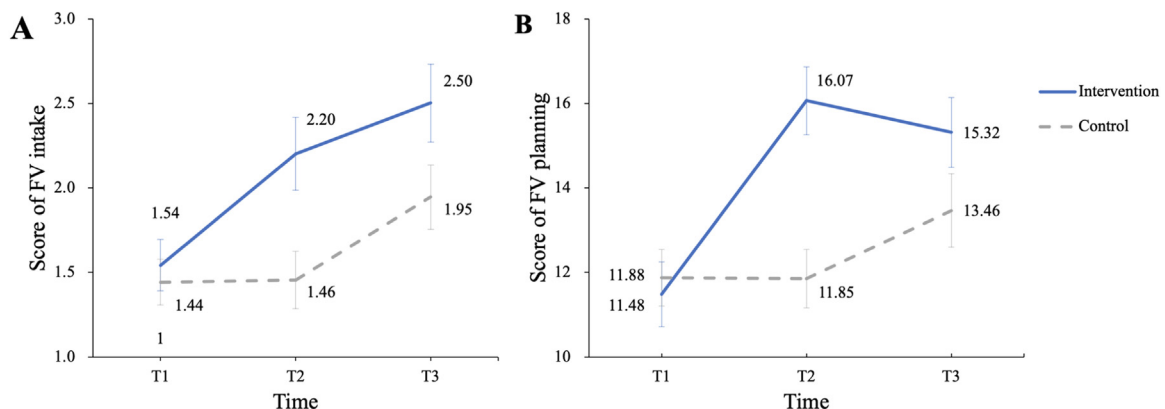 A
Score of FV intake
3.0
2.5
2.0
1.5
1.0
1.54
2.20
2.50
1.44
1.46
1.95
1
T1 T2 T3
Time
B
Score of FV planning
18
16
14
12
10
16.07
15.32
13.46
11.88
11.48
11.85
T1 T2 T3
Time
Intervention
Control